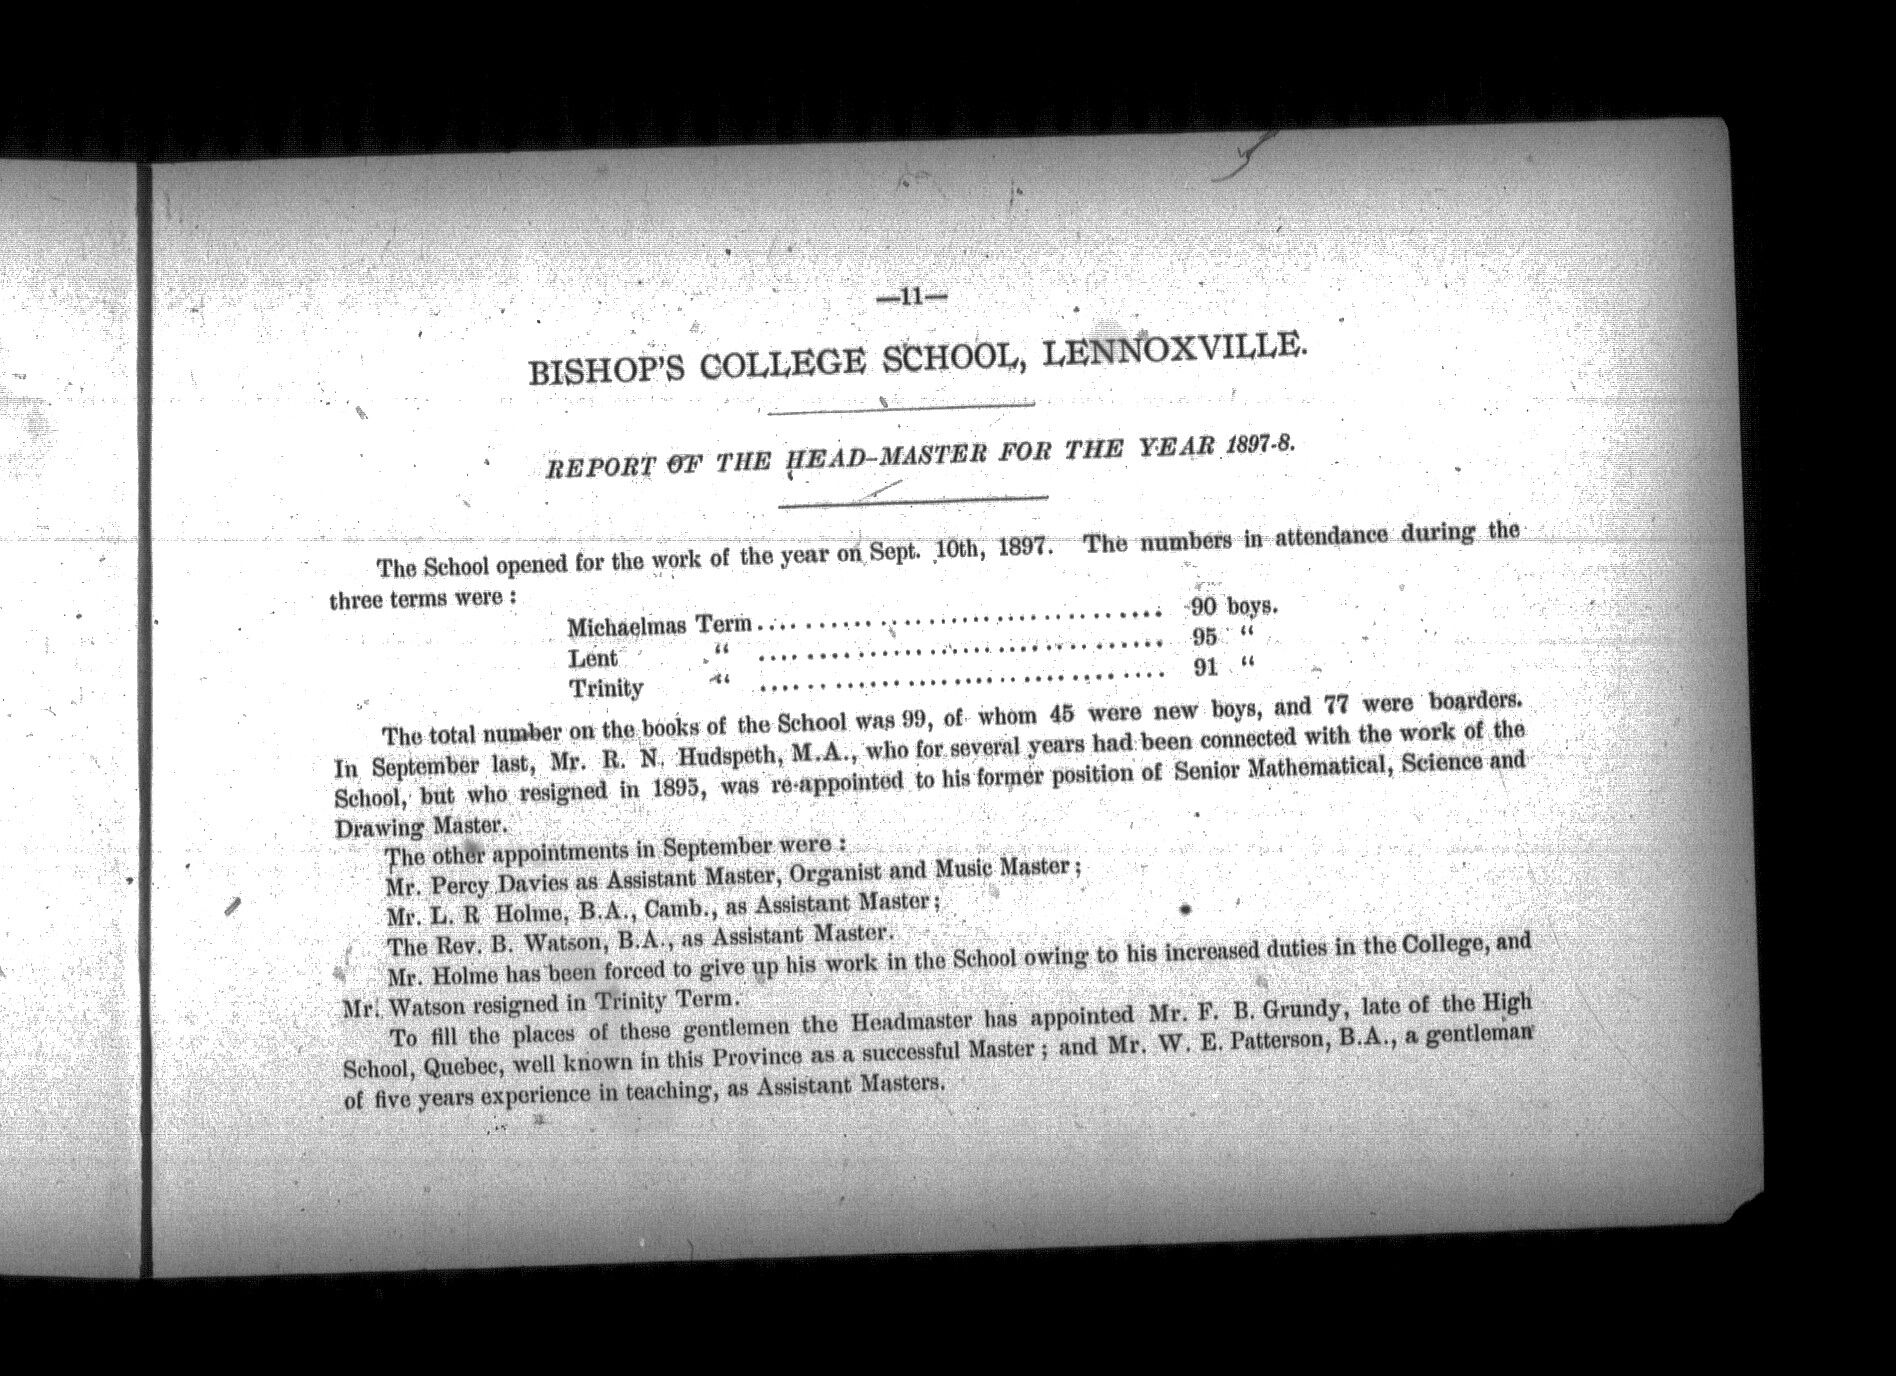 —11—
BISHOP'S COLLEGE SCHOOL, LENNOXVILLE.
REPORT OF THE HEAD-MASTER FOR THE YEAR 1897-8.
The School opened for the work of the year on Sept. 10th, 1897. The numbers in attendance during the
three terms were :
Michaelmas Term........................................ 90 boys.
Lent " ........................................ 95 "
Trinity " ........................................ 91 "
The total number on the books of the School was 99, of whom 45 were new boys, and 77 were boarders.
In September last, Mr. R. N. Hudspeth, M.A., who for several years had been connected with the work of the
School, but who resigned in 1895, was re-appointed to his former position of Senior Mathematical, Science and
Drawing Master.
The other appointments in September were :
Mr. Percy Davies as Assistant Master, Organist and Music Master ;
Mr. L. R Holme, B.A., Camb., as Assistant Master ;
The Rev. B. Watson, B.A., as Assistant Master.
Mr. Holme has been forced to give up his work in the School owing to his increased duties in the College, and
Mr. Watson resigned in Trinity Term.
To fill the places of these gentlemen the Headmaster has appointed Mr. F. B. Grundy, late of the High
School, Quebec, well known in this Province as a successful Master ; and Mr. W. E. Patterson, B.A., a gentleman
of five years experience in teaching, as Assistant Masters.